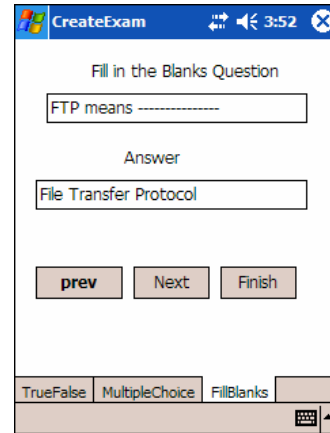 CreateExam 3:52
Fill in the Blanks Question
FTP means ---------------
Answer
File Transfer Protocol
prev Next Finish
TrueFalse MultipleChoice FillBlanks